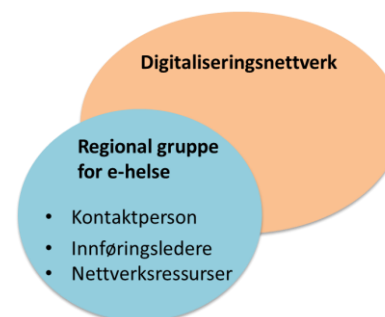 Digitaliseringsnettverk
Regional gruppe
for e-helse
• Kontaktperson
• Innføringsledere
• Nettverksressurser